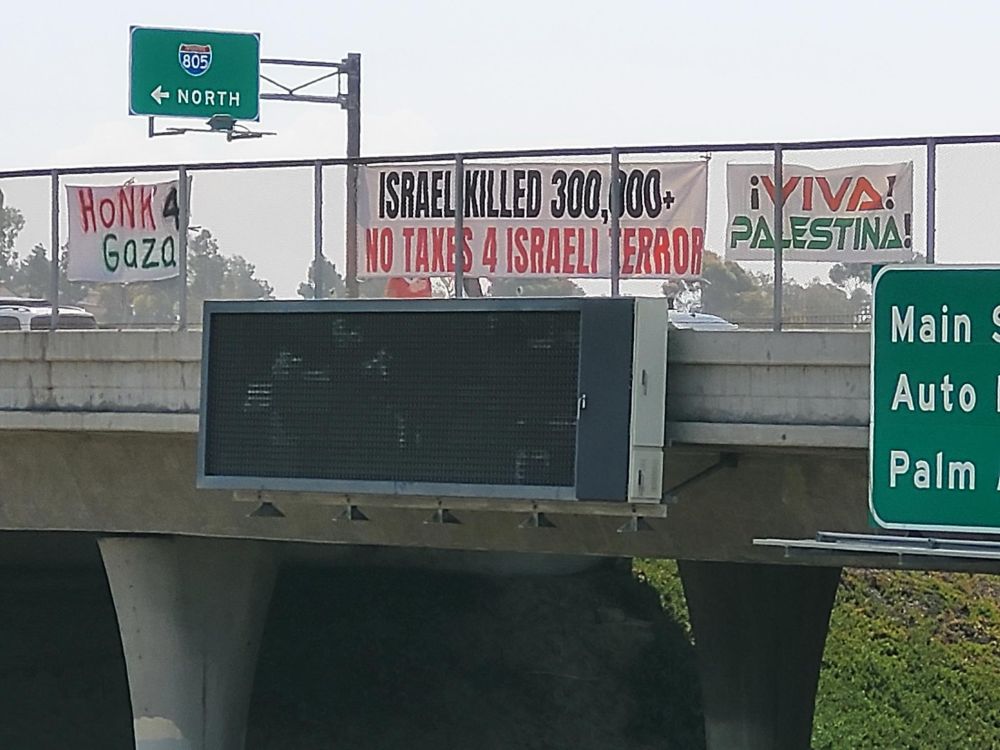 805
NORTH
HoNK 4
Gaza
ISRAEL KILLED 300,000+
NO TAXES 4 ISRAELI TERROR
¡VIVA!
PALESTINA!
Main
Auto
Palm